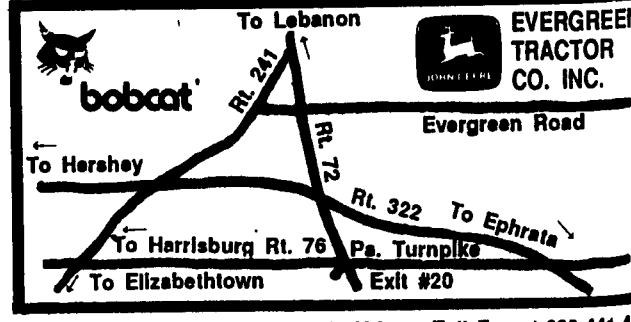 To Lebanon
EVERGREEN
TRACTOR
CO. INC.
JOHN DEERE
bobcat
Rt. 241
Evergreen Road
Rt. 72
To Hershey
Rt. 322
To Ephrata
To Harrisburg Rt. 76
Pa. Turnpike
To Elizabethtown
Exit #20